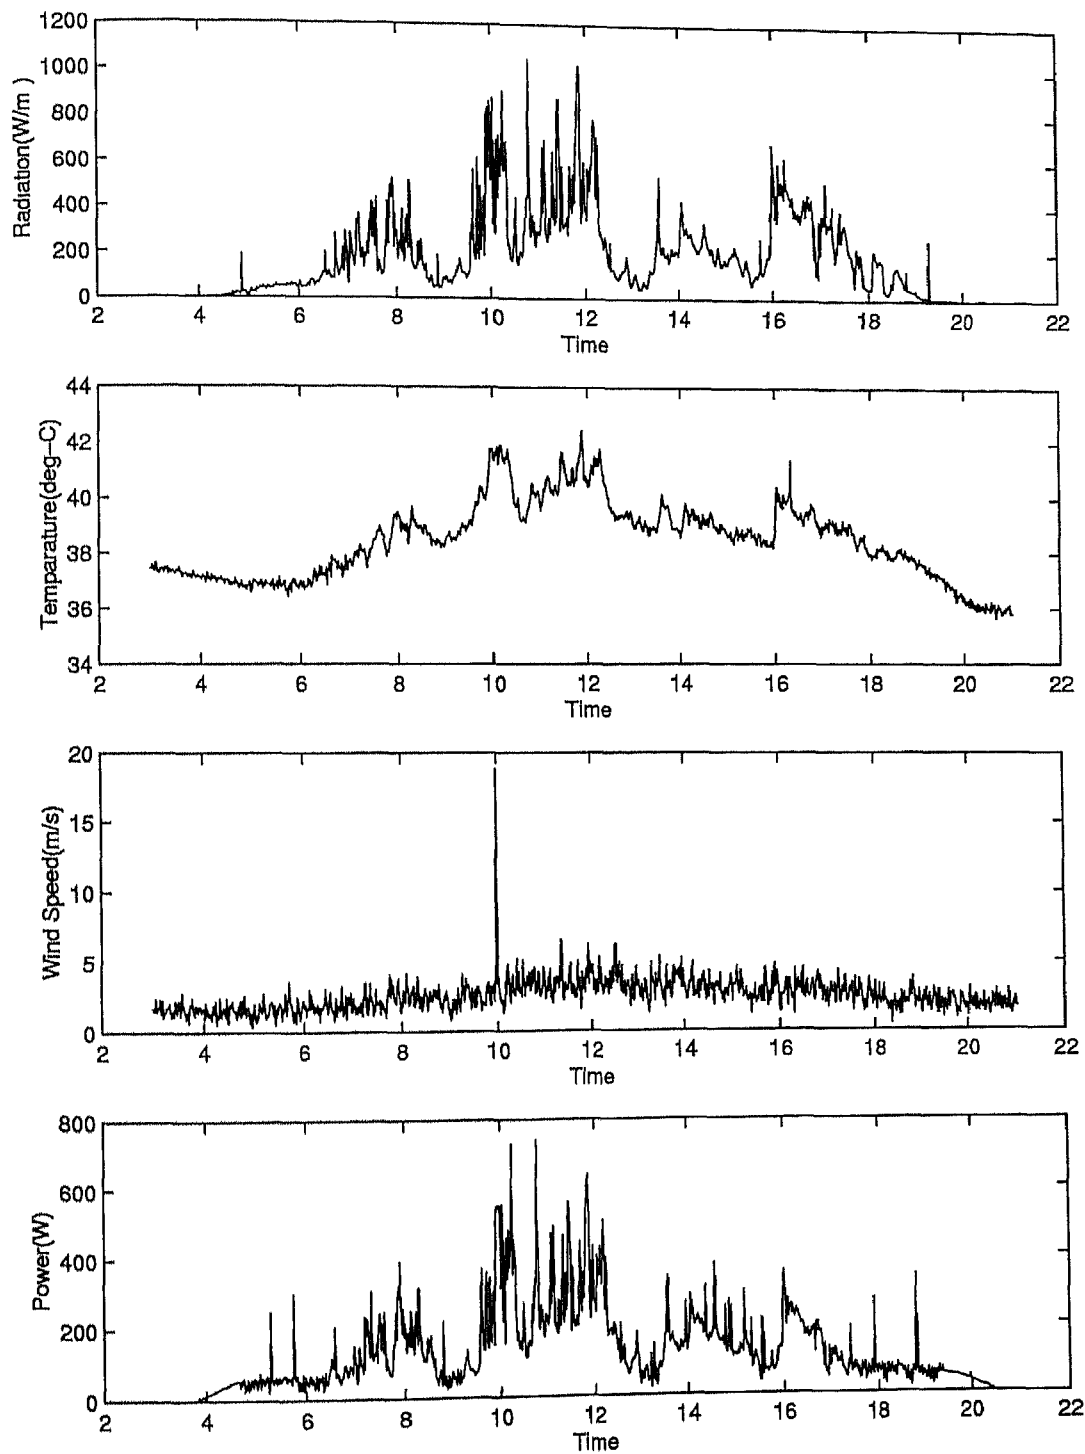 1200
1000
800
600
400
200
0
Radiation(W/m )
2 4 6 8 10 12 14 16 18 20 22
Time
44
42
40
38
36
34
Temparature(deg-C)
2 4 6 8 10 12 14 16 18 20 22
Time
20
15
10
5
0
Wind Speed(m/s)
2 4 6 8 10 12 14 16 18 20 22
Time
800
600
400
200
0
Power(W)
2 4 6 8 10 12 14 16 18 20 22
Time